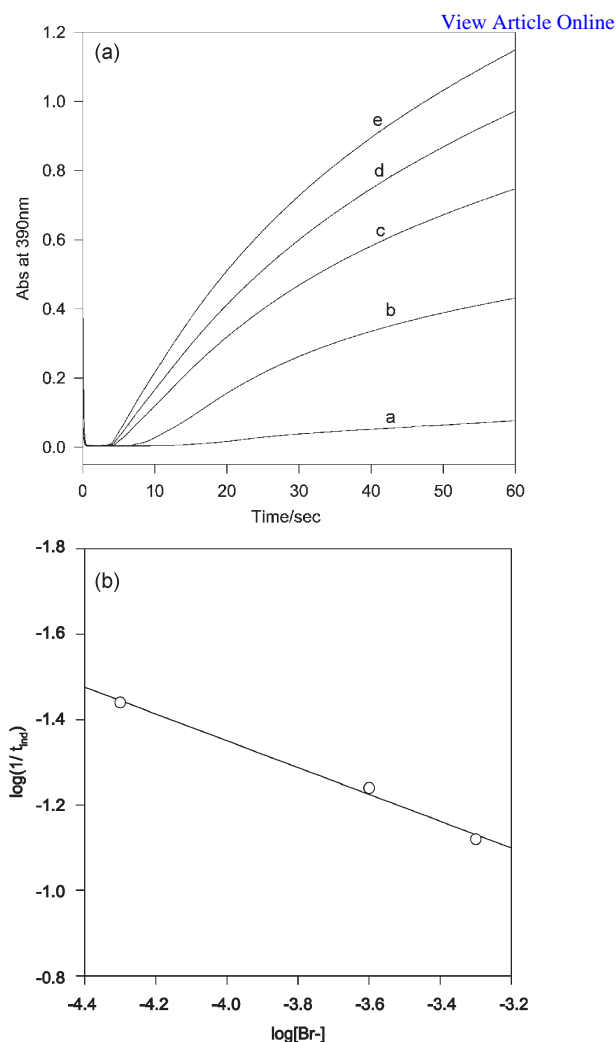 View Article Online
(a)
1.2
1.0
0.8
0.6
0.4
0.2
0.0
Abs at 390nm
e
d
c
b
a
0 10 20 30 40 50 60
Time/sec
(b)
-1.8
-1.6
-1.4
-1.2
-1.0
-0.8
log(1/ t_ind)
-4.4 -4.2 -4.0 -3.8 -3.6 -3.4 -3.2
log[Br-]